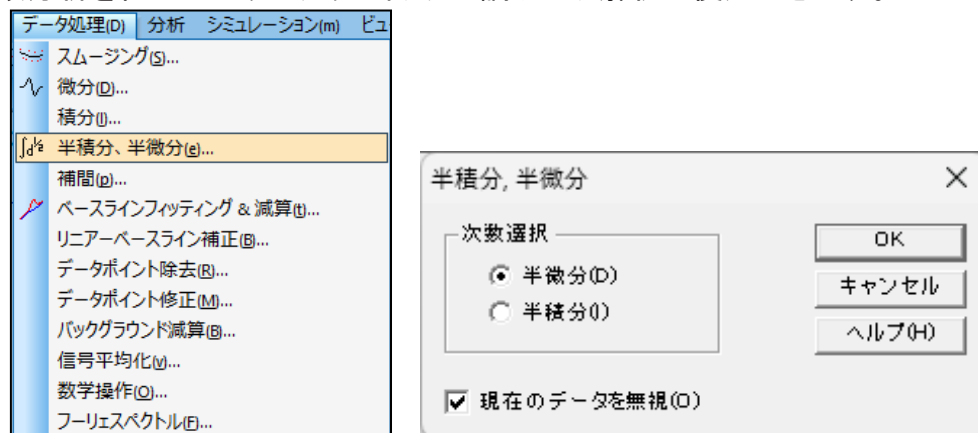 データ処理(D) 分析 シミュレーション(m) ビュ
スムージング(S)...
微分(D)...
積分(I)...
半積分、半微分(e)...
補間(p)...
ベースラインフィッティング & 減算(t)...
リニアーベースライン補正(B)...
データポイント除去(R)...
データポイント修正(M)...
バックグラウンド減算(B)...
信号平均化(v)...
数学操作(O)...
フーリェスペクトル(F)...
半積分, 半微分
次数選択
半微分(D)
半積分(I)
OK
キャンセル
ヘルプ(H)
現在のデータを無視(O)